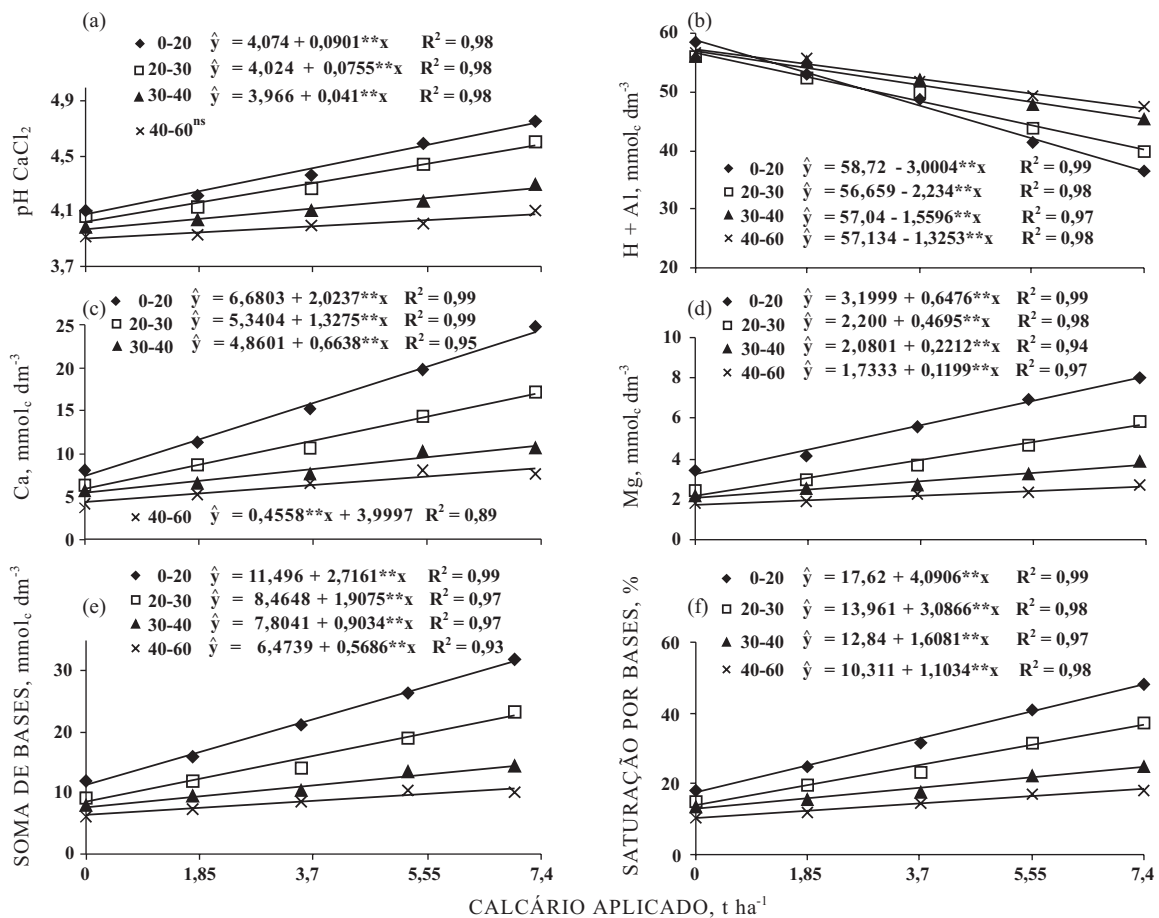 (a)
◆ 0-20 ŷ = 4,074 + 0,0901**x R² = 0,98
□ 20-30 ŷ = 4,024 + 0,0755**x R² = 0,98
▲ 30-40 ŷ = 3,966 + 0,041**x R² = 0,98
× 40-60ⁿˢ
pH CaCl₂
4,9
4,5
4,1
3,7
(b)
H + Al, mmol꜀ dm⁻³
60
50
40
30
20
◆ 0-20 ŷ = 58,72 - 3,0004**x R² = 0,99
□ 20-30 ŷ = 56,659 - 2,234**x R² = 0,98
▲ 30-40 ŷ = 57,04 - 1,5596**x R² = 0,97
× 40-60 ŷ = 57,134 - 1,3253**x R² = 0,98
(c)
◆ 0-20 ŷ = 6,6803 + 2,0237**x R² = 0,99
□ 20-30 ŷ = 5,3404 + 1,3275**x R² = 0,99
▲ 30-40 ŷ = 4,8601 + 0,6638**x R² = 0,95
Ca, mmol꜀ dm⁻³
25
20
15
10
5
0
× 40-60 ŷ = 0,4558**x + 3,9997 R² = 0,89
(d)
◆ 0-20 ŷ = 3,1999 + 0,6476**x R² = 0,99
□ 20-30 ŷ = 2,200 + 0,4695**x R² = 0,98
▲ 30-40 ŷ = 2,0801 + 0,2212**x R² = 0,94
× 40-60 ŷ = 1,7333 + 0,1199**x R² = 0,97
Mg, mmol꜀ dm⁻³
10
8
6
4
2
0
(e)
◆ 0-20 ŷ = 11,496 + 2,7161**x R² = 0,99
□ 20-30 ŷ = 8,4648 + 1,9075**x R² = 0,97
▲ 30-40 ŷ = 7,8041 + 0,9034**x R² = 0,97
× 40-60 ŷ = 6,4739 + 0,5686**x R² = 0,93
SOMA DE BASES, mmol꜀ dm⁻³
30
20
10
0
0 1,85 3,7 5,55 7,4
(f)
◆ 0-20 ŷ = 17,62 + 4,0906**x R² = 0,99
□ 20-30 ŷ = 13,961 + 3,0866**x R² = 0,98
▲ 30-40 ŷ = 12,84 + 1,6081**x R² = 0,97
× 40-60 ŷ = 10,311 + 1,1034**x R² = 0,98
SATURAÇÃO POR BASES, %
60
40
20
0
0 1,85 3,7 5,55 7,4
CALCÁRIO APLICADO, t ha⁻¹